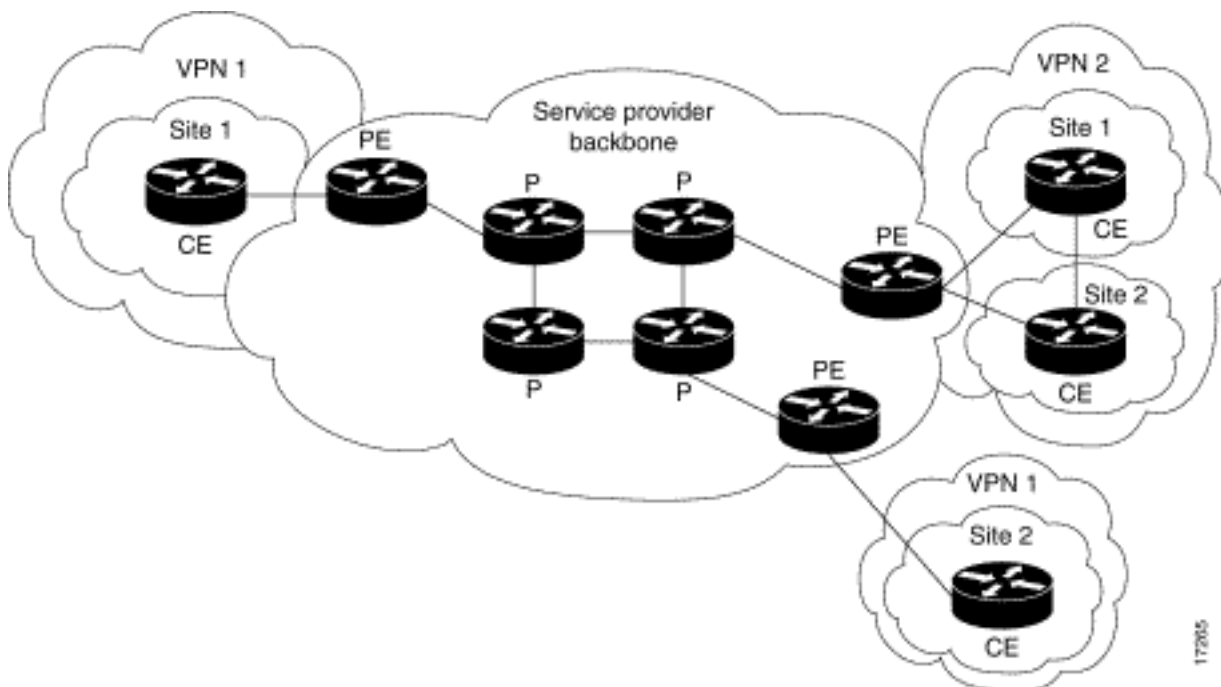 VPN 1
Site 1
CE
PE
Service provider
backbone
P
P
P
P
PE
PE
VPN 2
Site 1
CE
Site 2
CE
VPN 1
Site 2
CE
17265